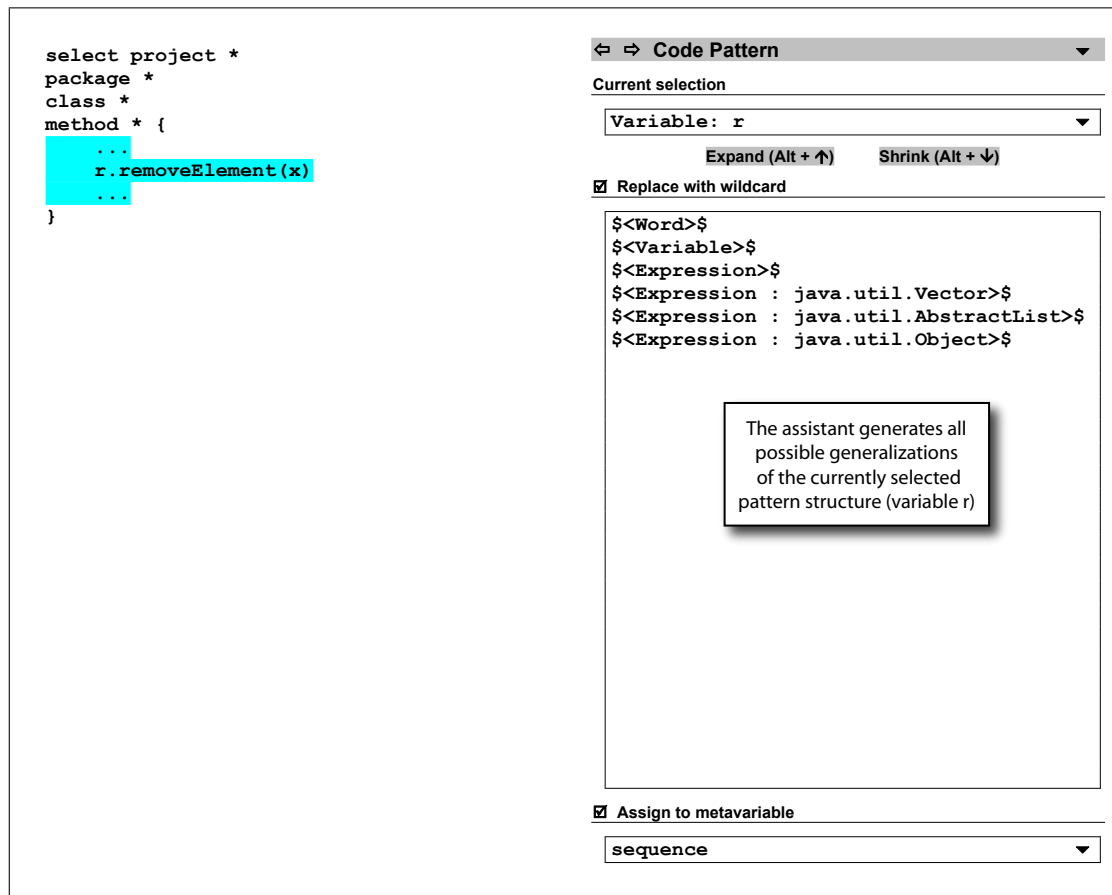 select project *
package *
class *
method * {
...
r.removeElement(x)
...
}
⇦ ⇨ Code Pattern
Current selection
Variable: r
Expand (Alt + ↑) Shrink (Alt + ↓)
Replace with wildcard
$<Word>$
$<Variable>$
$<Expression>$
$<Expression : java.util.Vector>$
$<Expression : java.util.AbstractList>$
$<Expression : java.util.Object>$
The assistant generates all
possible generalizations
of the currently selected
pattern structure (variable r)
Assign to metavariable
sequence